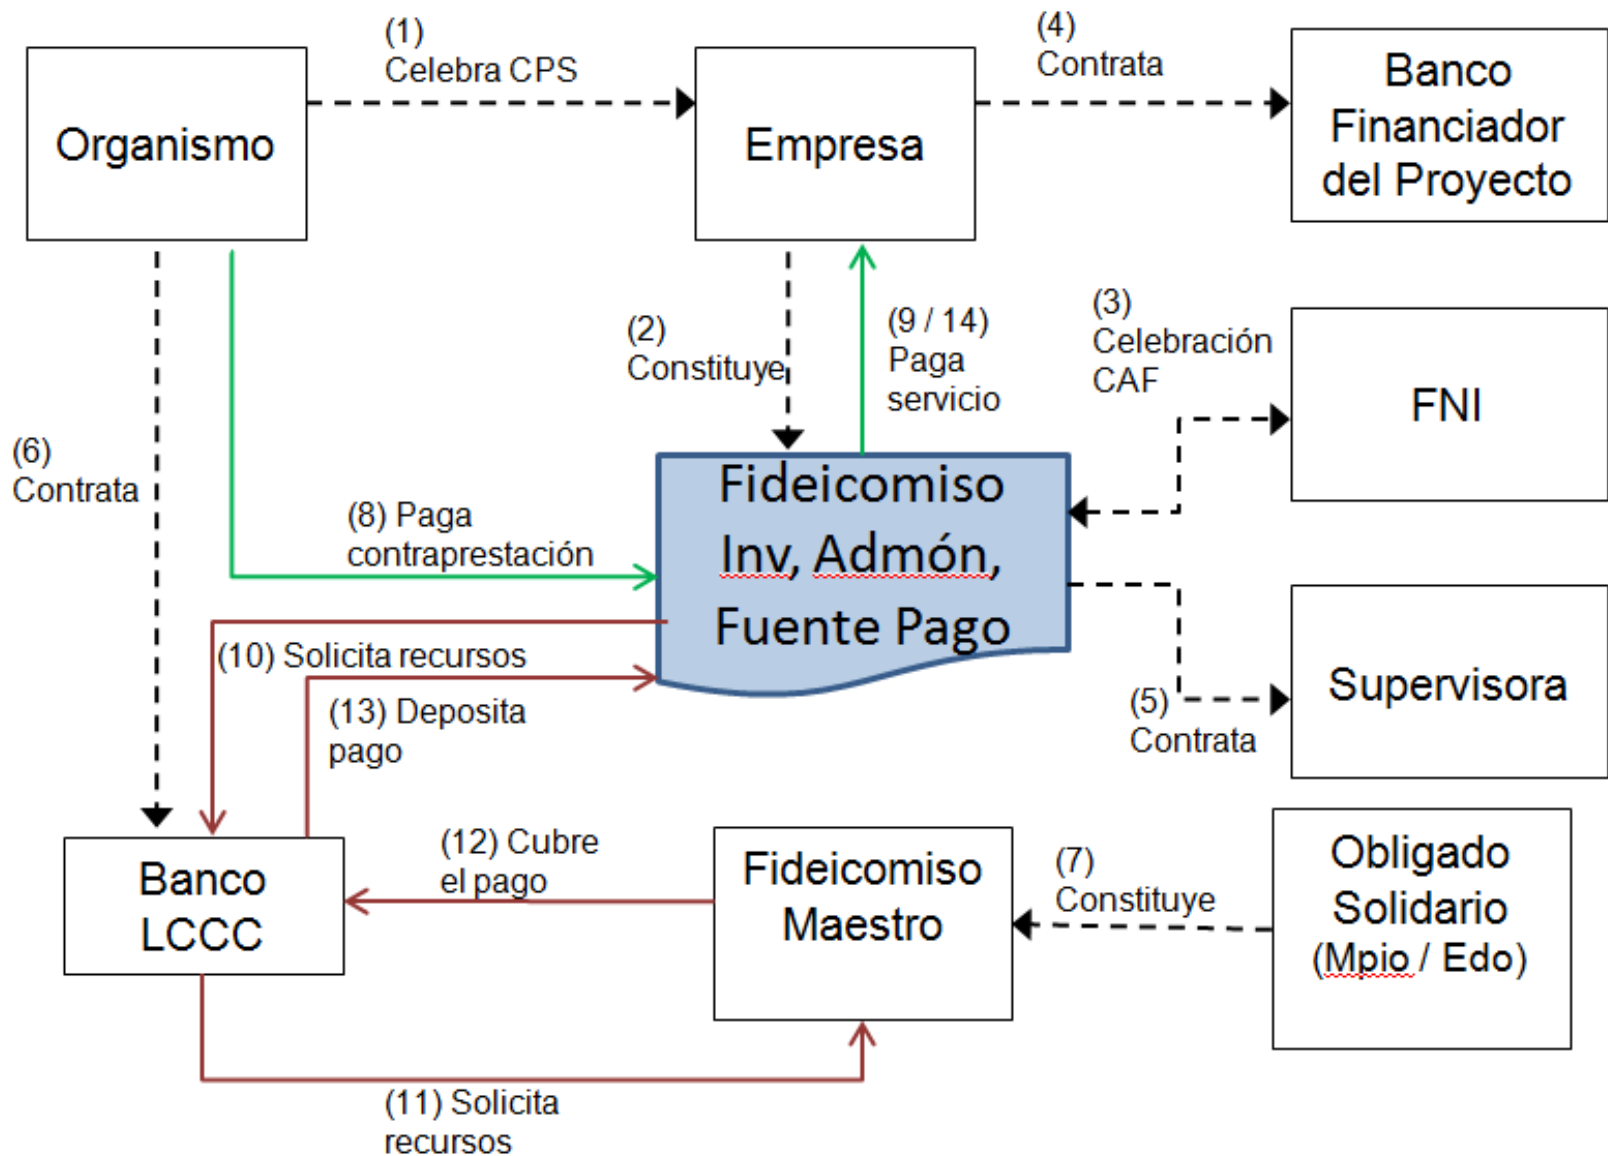 (1)
Celebra CPS
(4)
Contrata
Organismo
Empresa
Banco
Financiador
del Proyecto
(2)
Constituye
(9 / 14)
Paga
servicio
(3)
Celebración
CAF
FNI
(6)
Contrata
(8) Paga
contraprestación
Fideicomiso
Inv, Admón,
Fuente Pago
(10) Solicita recursos
(13) Deposita
pago
(5)
Contrata
Supervisora
Banco
LCCC
(12) Cubre
el pago
Fideicomiso
Maestro
(7)
Constituye
Obligado
Solidario
(Mpio / Edo)
(11) Solicita
recursos